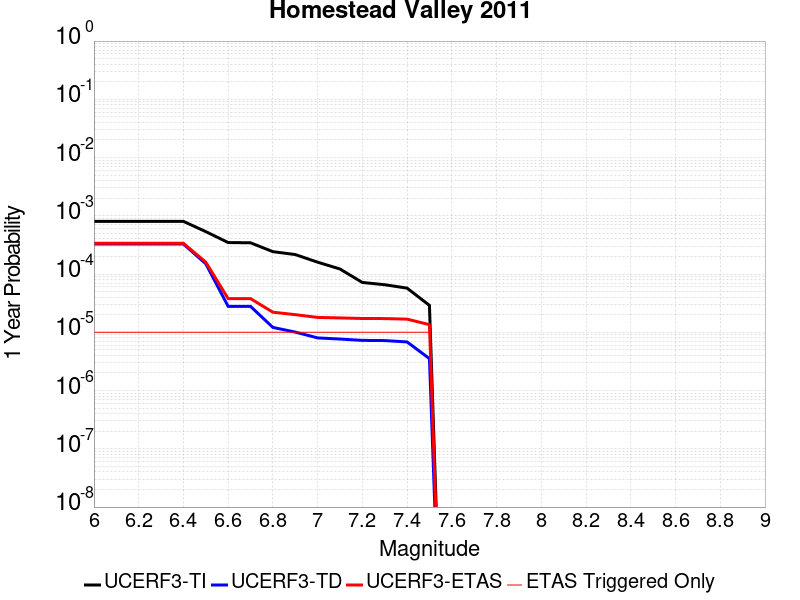 Homestead Valley 2011
1 Year Probability
10 0
10 -1
10 -2
10 -3
10 -4
10 -5
10 -6
10 -7
10 -8
6 6.2 6.4 6.6 6.8 7 7.2 7.4 7.6 7.8 8 8.2 8.4 8.6 8.8 9
Magnitude
UCERF3-TI UCERF3-TD UCERF3-ETAS ETAS Triggered Only